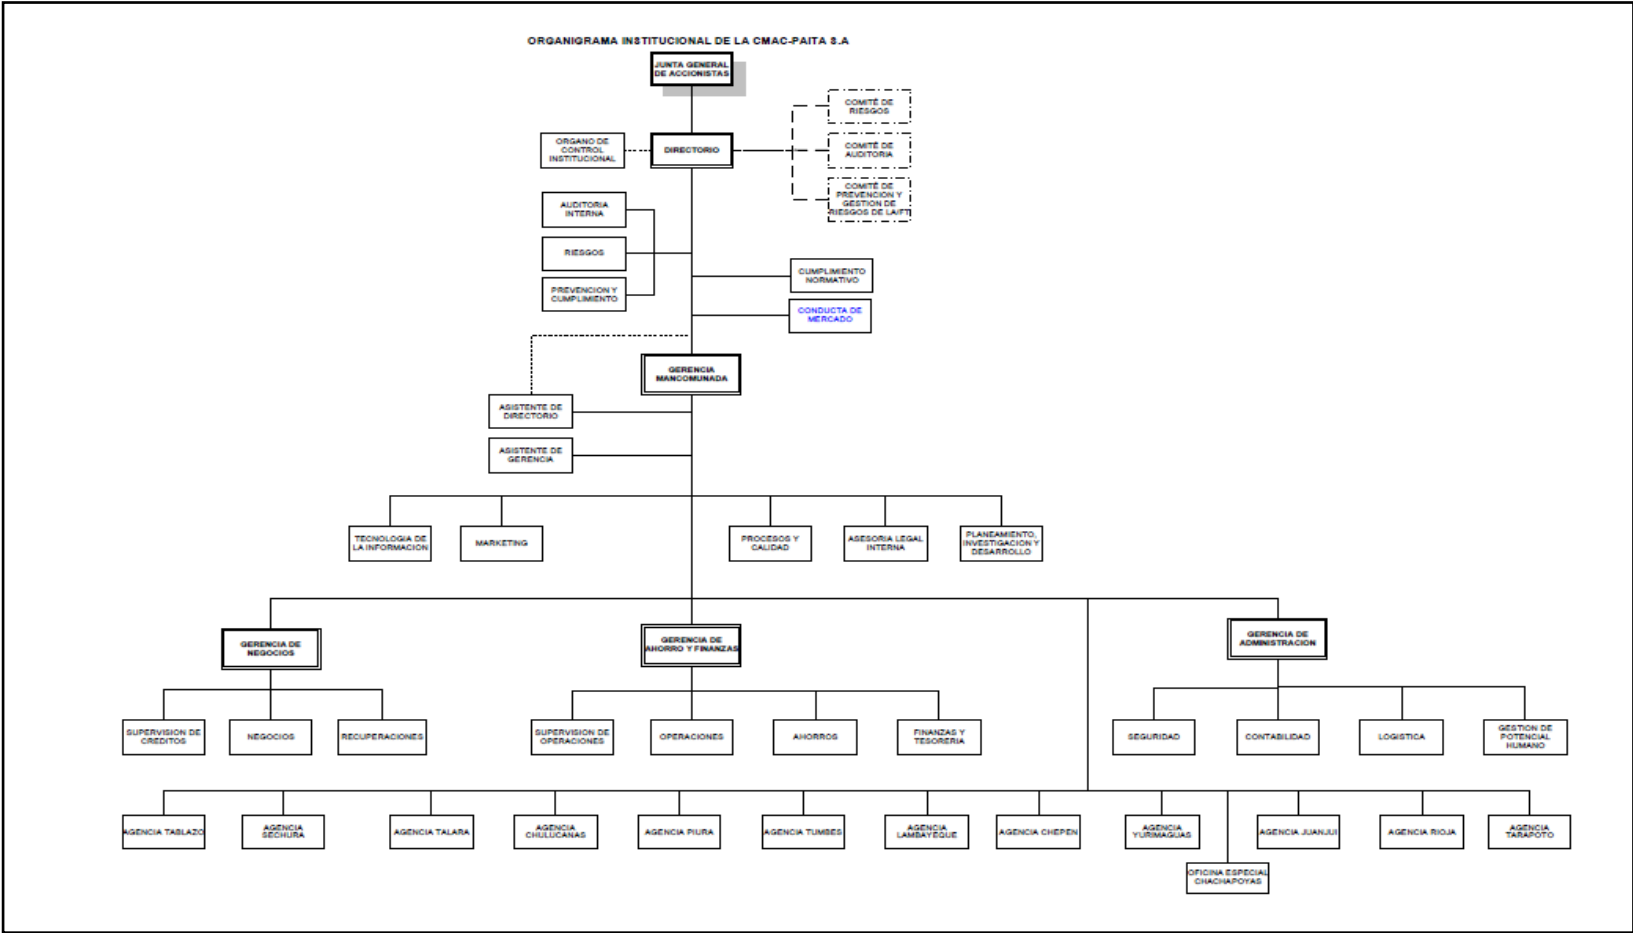 ORGANIGRAMA INSTITUCIONAL DE LA CMAC-PAITA S.A
JUNTA GENERAL
DE ACCIONISTAS
COMITÉ DE
RIESGOS
ORGANO DE
CONTROL
INSTITUCIONAL
DIRECTORIO
COMITÉ DE
AUDITORIA
COMITÉ DE
PREVENCION Y
GESTION DE
RIESGOS DE LA/FT
AUDITORIA
INTERNA
RIESGOS
PREVENCION Y
CUMPLIMIENTO
CUMPLIMIENTO
NORMATIVO
CONDUCTA DE
MERCADO
GERENCIA
MANCOMUNADA
ASISTENTE DE
DIRECTORIO
ASISTENTE DE
GERENCIA
TECNOLOGIA DE
LA INFORMACION
MARKETING
PROCESOS Y
CALIDAD
ASESORIA LEGAL
INTERNA
PLANEAMIENTO,
INVESTIGACION Y
DESARROLLO
GERENCIA DE
NEGOCIOS
GERENCIA DE
AHORRO Y FINANZAS
GERENCIA DE
ADMINISTRACION
SUPERVISION DE
CREDITOS
NEGOCIOS
RECUPERACIONES
SUPERVISION DE
OPERACIONES
OPERACIONES
AHORROS
FINANZAS Y
TESORERIA
SEGURIDAD
CONTABILIDAD
LOGISTICA
GESTION DE
POTENCIAL
HUMANO
AGENCIA TABLAZO
AGENCIA
SECHURA
AGENCIA TALARA
AGENCIA
CHULUCANAS
AGENCIA PIURA
AGENCIA TUMBES
AGENCIA
LAMBAYEQUE
AGENCIA CHEPEN
AGENCIA
YURIMAGUAS
AGENCIA JUANJUI
AGENCIA RIOJA
AGENCIA
TARAPOTO
OFICINA ESPECIAL
CHACHAPOYAS